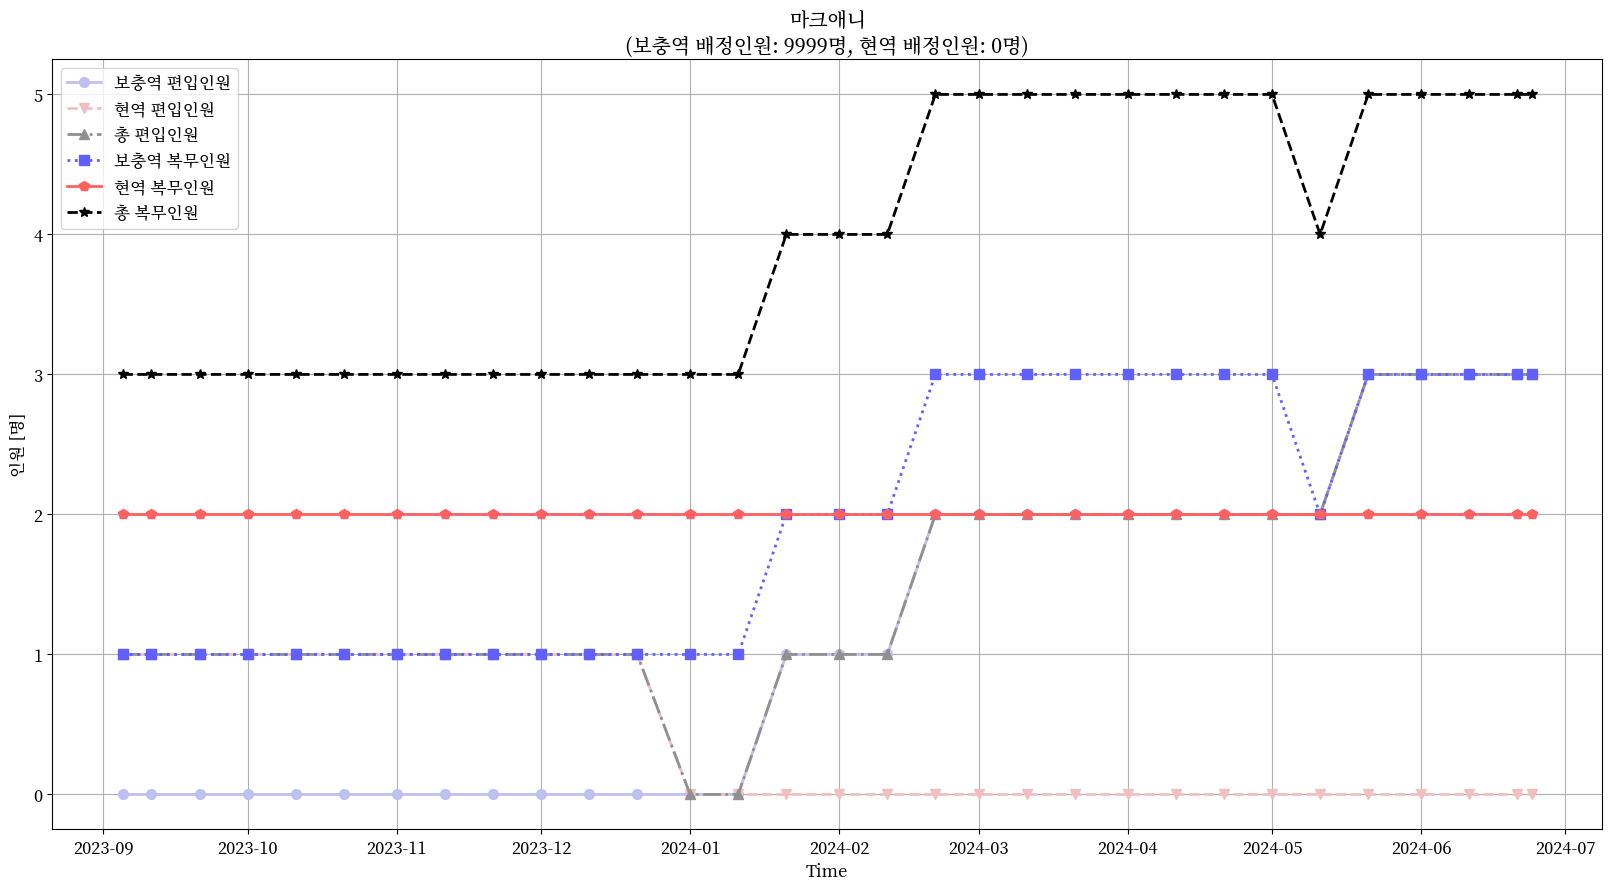 마크애니
(보충역 배정인원: 9999명, 현역 배정인원: 0명)
보충역 편입인원
현역 편입인원
총 편입인원
보충역 복무인원
현역 복무인원
총 복무인원
5
4
3
2
1
0
인원 [명]
2023-09
2023-10
2023-11
2023-12
2024-01
2024-02
2024-03
2024-04
2024-05
2024-06
2024-07
Time